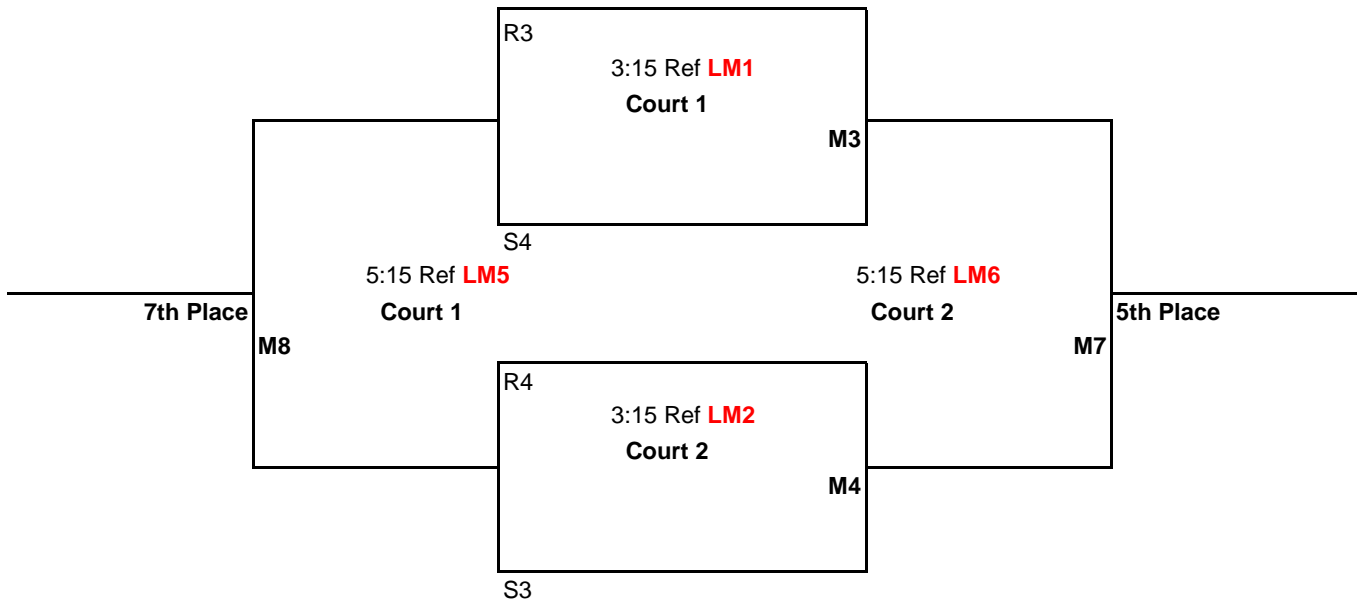 R3
3:15 Ref LM1
Court 1
M3
S4
5:15 Ref LM5
Court 1
5:15 Ref LM6
Court 2
7th Place
5th Place
M8
M7
R4
3:15 Ref LM2
Court 2
M4
S3